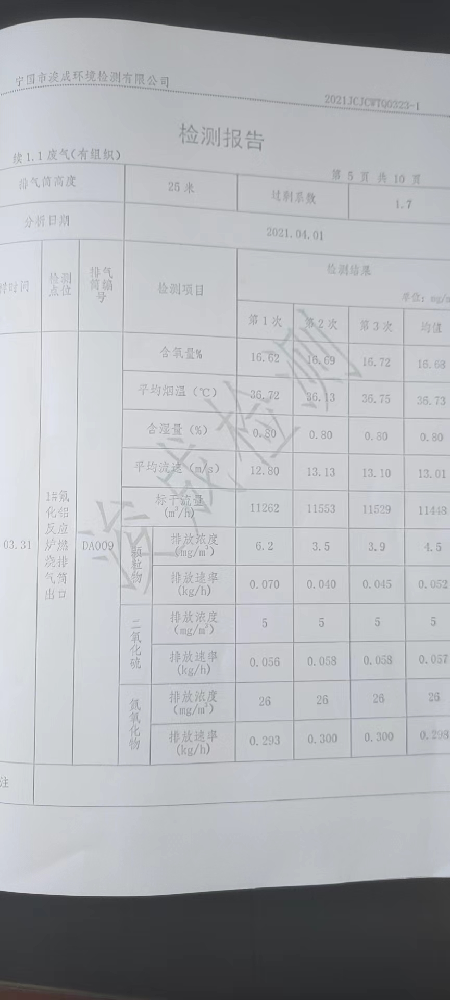 宁国市浚成环境检测有限公司
2021JCJCWTQ0323-1
检测报告
续1.1 废气(有组织)
第 5 页 共 10 页
排气筒高度 25 米 过剩系数 1.7
分析日期 2021.04.01
样时间 检测点位 排气筒编号 检测项目 检测结果
单位: mg/m
第1次 第2次 第3次 均值
含氧量% 16.62 16.69 16.72 16.68
平均烟温(℃) 36.72 36.13 36.75 36.73
含湿量(%) 0.80 0.80 0.80 0.80
平均流速(m/s) 12.80 13.13 13.10 13.01
标干流量(m³/h) 11262 11553 11529 11448
03.31 1#氟化铝反应炉燃烧排气筒出口 DA009
颗粒物 排放浓度(mg/m³) 6.2 3.5 3.9 4.5
排放速率(kg/h) 0.070 0.040 0.045 0.052
二氧化硫 排放浓度(mg/m³) 5 5 5 5
排放速率(kg/h) 0.056 0.058 0.058 0.057
氮氧化物 排放浓度(mg/m³) 26 26 26 26
排放速率(kg/h) 0.293 0.300 0.300 0.298
注
浚成检测